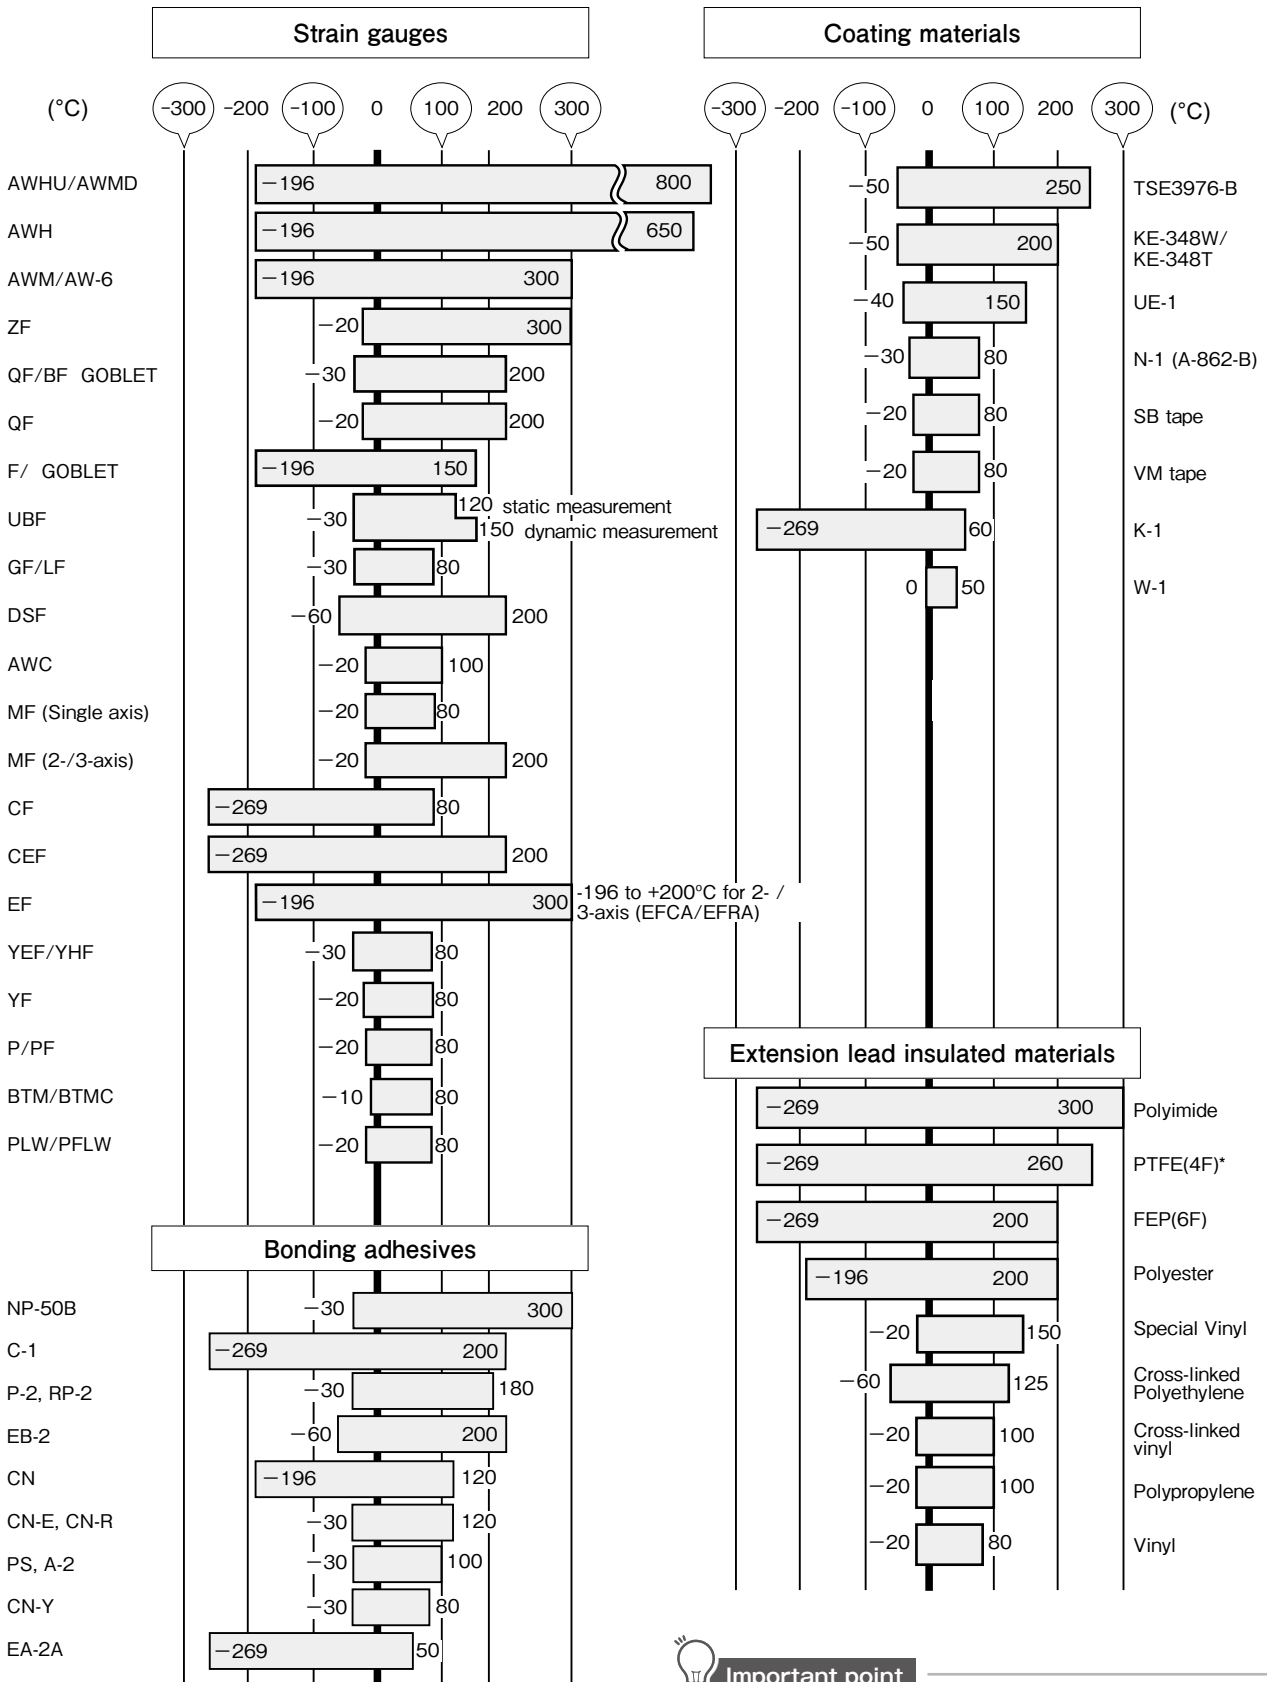 Strain gauges
(°C) -300 -200 -100 0 100 200 300
AWHU/AWMD −196 800
AWH −196 650
AWM/AW-6 −196 300
ZF −20 300
QF/BF GOBLET −30 200
QF −20 200
F/ GOBLET −196 150
UBF −30 120 static measurement
150 dynamic measurement
GF/LF −30 80
DSF −60 200
AWC −20 100
MF (Single axis) −20 80
MF (2-/3-axis) −20 200
CF −269 80
CEF −269 200
EF −196 300 -196 to +200°C for 2- /
3-axis (EFCA/EFRA)
YEF/YHF −30 80
YF −20 80
P/PF −20 80
BTM/BTMC −10 80
PLW/PFLW −20 80
Bonding adhesives
NP-50B −30 300
C-1 −269 200
P-2, RP-2 −30 180
EB-2 −60 200
CN −196 120
CN-E, CN-R −30 120
PS, A-2 −30 100
CN-Y −30 80
EA-2A −269 50
Coating materials
-300 -200 -100 0 100 200 300 (°C)
−50 250 TSE3976-B
−50 200 KE-348W/
KE-348T
−40 150 UE-1
−30 80 N-1 (A-862-B)
−20 80 SB tape
−20 80 VM tape
−269 60 K-1
0 50 W-1
Extension lead insulated materials
−269 300 Polyimide
−269 260 PTFE(4F)*
−269 200 FEP(6F)
−196 200 Polyester
−20 150 Special Vinyl
−60 125 Cross-linked
Polyethylene
−20 100 Cross-linked
vinyl
−20 100 Polypropylene
−20 80 Vinyl
Important point